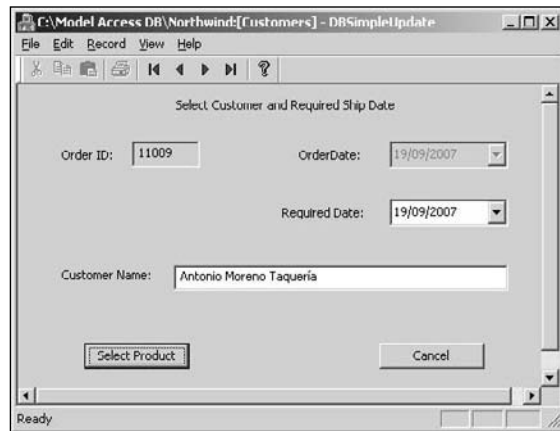 C:\Model Access DB\Northwind:[Customers] - DBSimpleUpdate
File Edit Record View Help
Select Customer and Required Ship Date
Order ID: 11009 OrderDate: 19/09/2007
Required Date: 19/09/2007
Customer Name: Antonio Moreno Taquería
Select Product Cancel
Ready